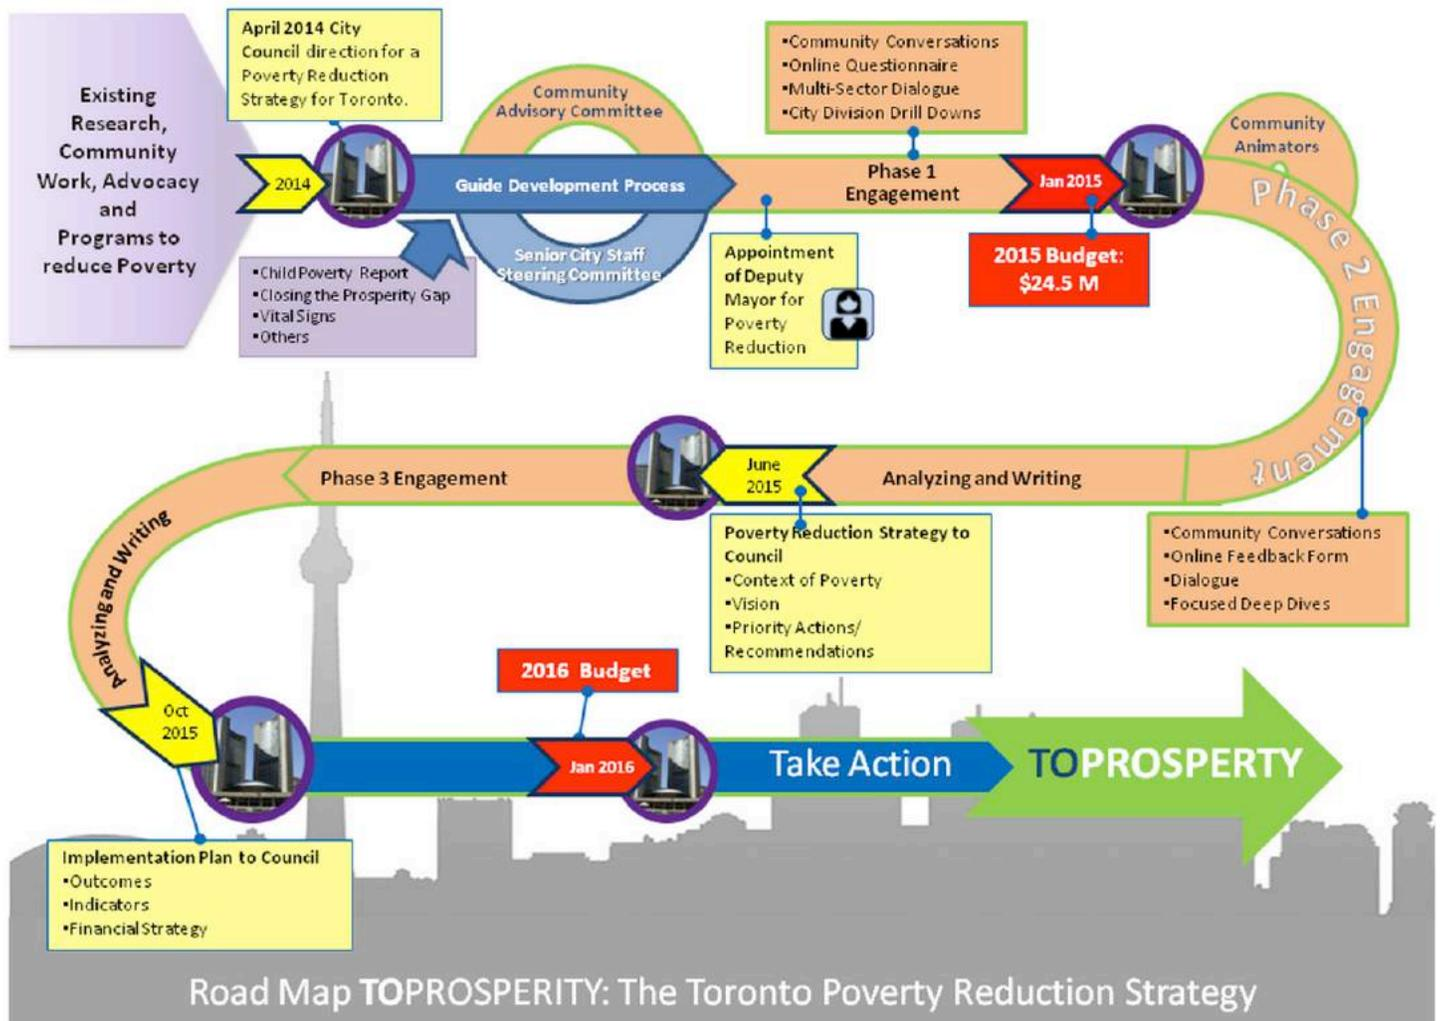 Existing
Research,
Community
Work, Advocacy
and
Programs to
reduce Poverty
April 2014 City
Council direction for a
Poverty Reduction
Strategy for Toronto.
2014
▪Child Poverty Report
▪Closing the Prosperity Gap
▪Vital Signs
▪Others
Community
Advisory Committee
Guide Development Process
Senior City Staff
Steering Committee
▪Community Conversations
▪Online Questionnaire
▪Multi-Sector Dialogue
▪City Division Drill Downs
Phase 1
Engagement
Appointment
of Deputy
Mayor for
Poverty
Reduction
Jan 2015
2015 Budget:
$24.5 M
Community
Animators
Phase 2 Engagement
▪Community Conversations
▪Online Feedback Form
▪Dialogue
▪Focused Deep Dives
Analyzing and Writing
June
2015
Poverty Reduction Strategy to
Council
▪Context of Poverty
▪Vision
▪Priority Actions/
Recommendations
Phase 3 Engagement
Analyzing and Writing
Oct
2015
Implementation Plan to Council
▪Outcomes
▪Indicators
▪Financial Strategy
2016 Budget
Jan 2016
Take Action
TOPROSPERTY
Road Map TOPROSPERITY: The Toronto Poverty Reduction Strategy